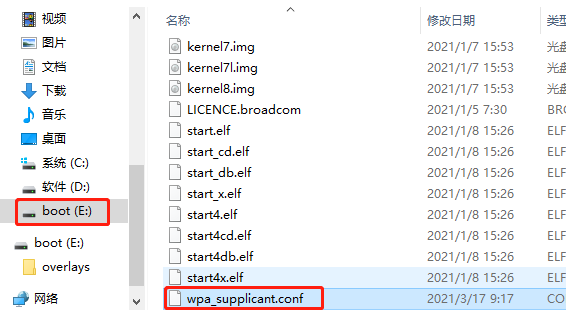 视频
图片
文档
下载
音乐
桌面
系统 (C:)
软件 (D:)
boot (E:)
boot (E:)
overlays
网络
名称 修改日期 类型
kernel7.img 2021/1/7 15:53 光盘
kernel7l.img 2021/1/7 15:53 光盘
kernel8.img 2021/1/7 15:53 光盘
LICENCE.broadcom 2021/1/5 7:30 BRO
start.elf 2021/1/8 15:26 ELF
start_cd.elf 2021/1/8 15:26 ELF
start_db.elf 2021/1/8 15:26 ELF
start_x.elf 2021/1/8 15:26 ELF
start4.elf 2021/1/8 15:26 ELF
start4cd.elf 2021/1/8 15:26 ELF
start4db.elf 2021/1/8 15:26 ELF
start4x.elf 2021/1/8 15:26 ELF
wpa_supplicant.conf 2021/3/17 9:17 CO